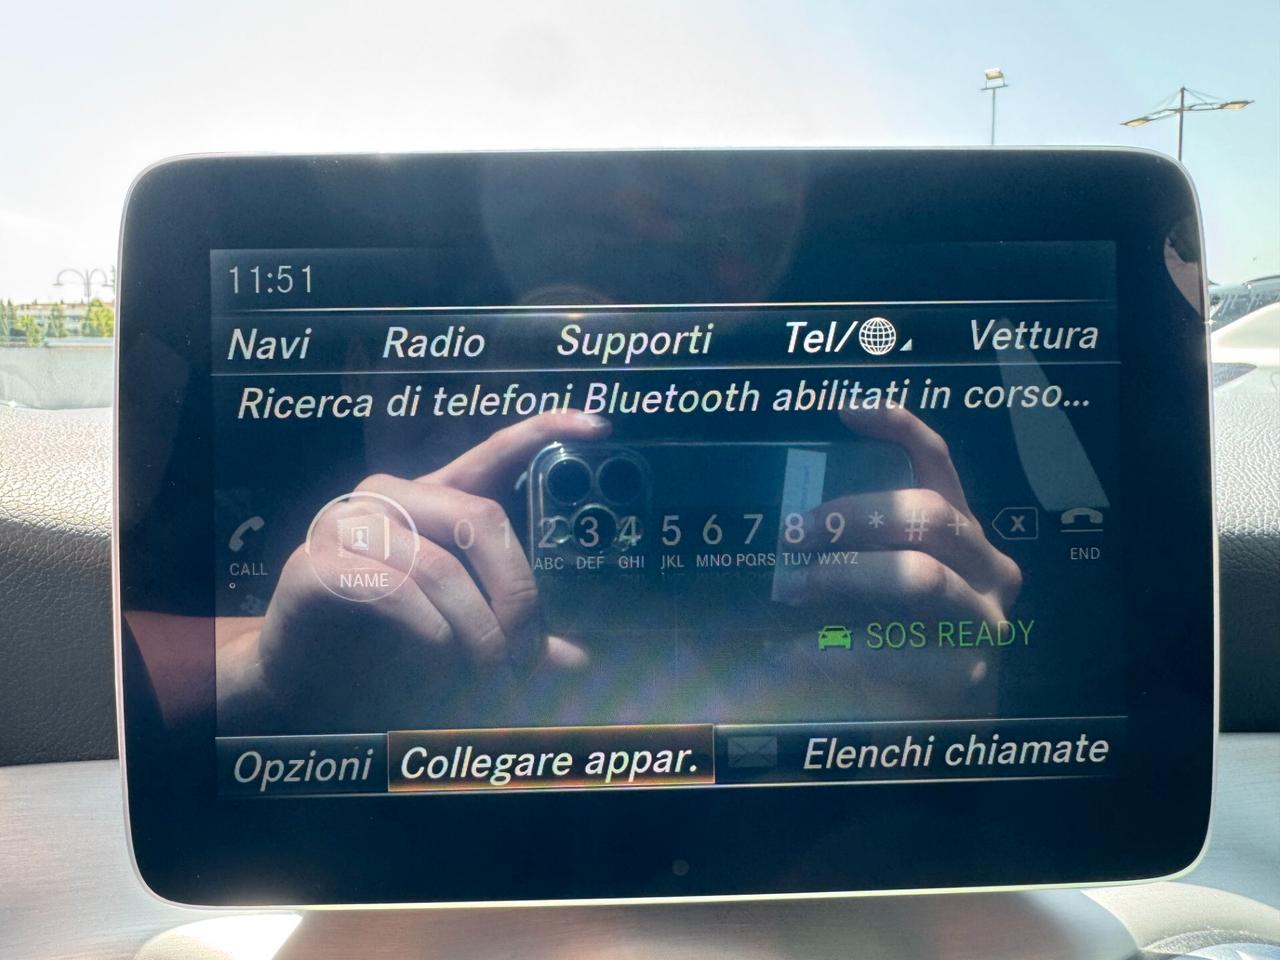 11:51
Navi Radio Supporti Tel/ Vettura
Ricerca di telefoni Bluetooth abilitati in corso...
0 1 2 3 4 5 6 7 8 9 * # + X
CALL NAME ABC DEF GHI JKL MNO PQRS TUV WXYZ END
SOS READY
Opzioni Collegare appar. Elenchi chiamate